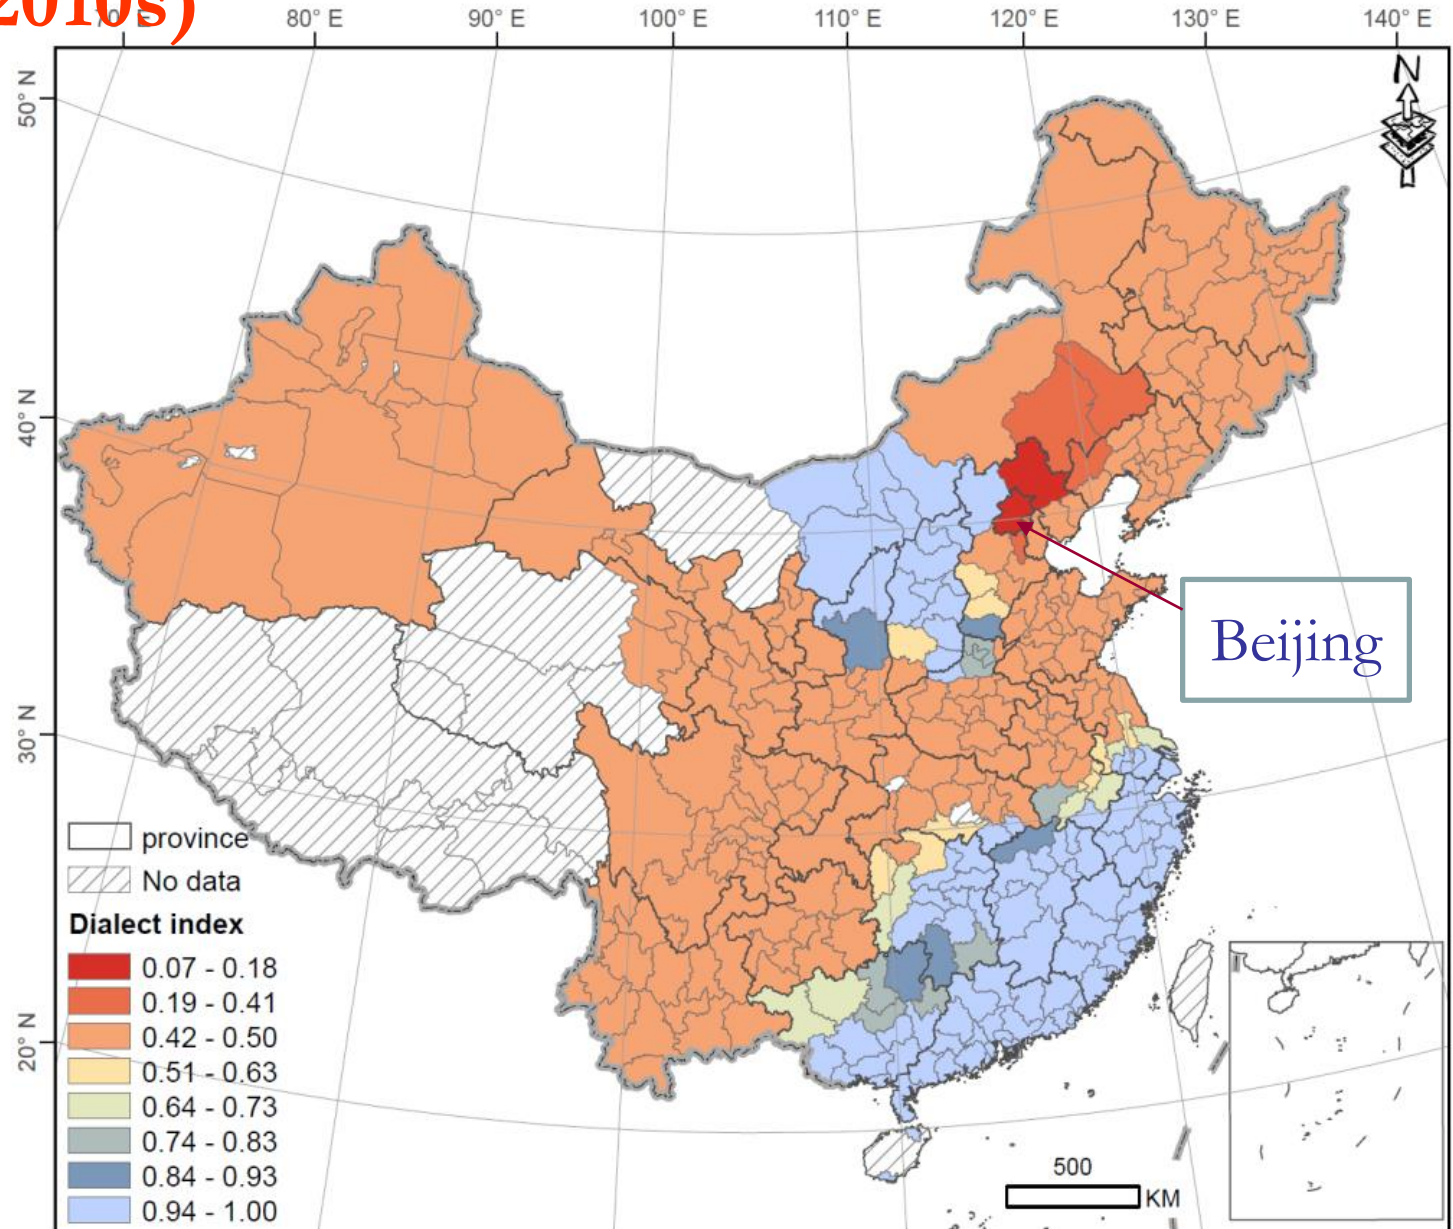 2010s)
70° E
80° E
90° E
100° E
110° E
120° E
130° E
140° E
50° N
40° N
30° N
20° N
N
Beijing
province
No data
Dialect index
0.07 - 0.18
0.19 - 0.41
0.42 - 0.50
0.51 - 0.63
0.64 - 0.73
0.74 - 0.83
0.84 - 0.93
0.94 - 1.00
500
KM